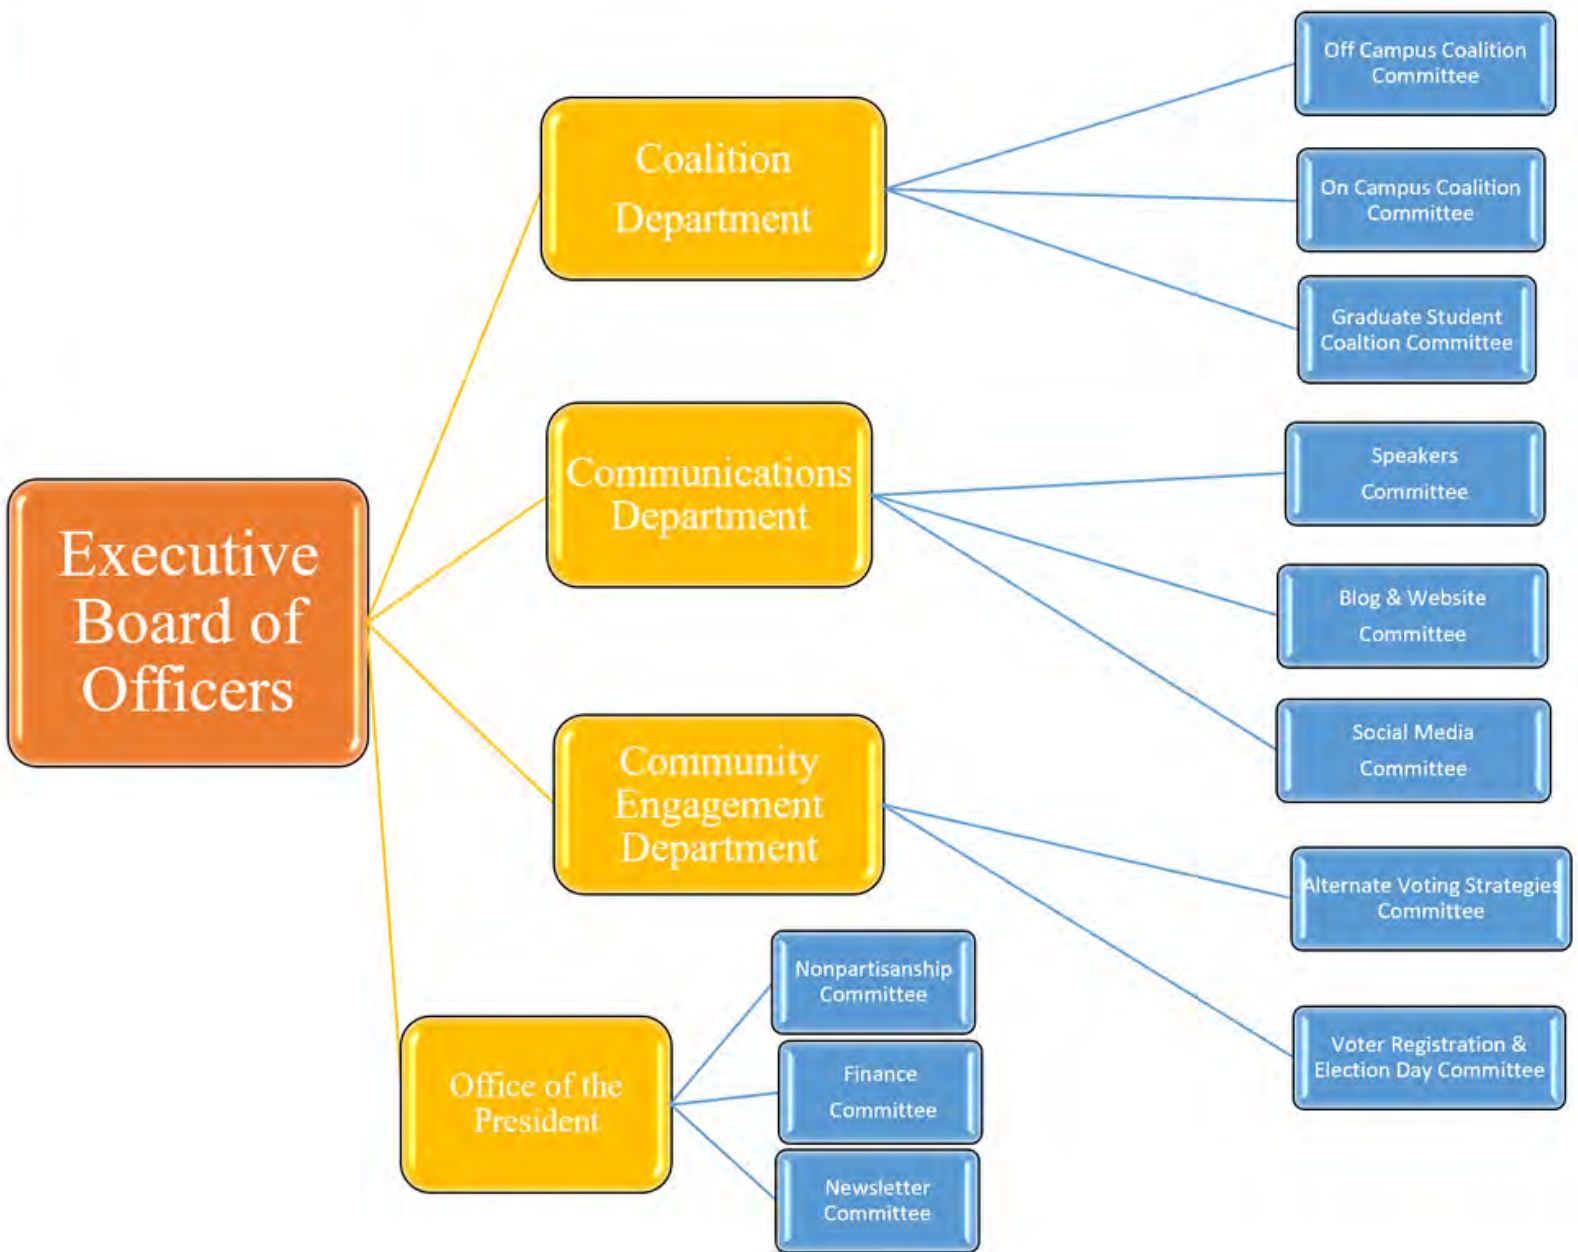 Executive
Board of
Officers
Coalition
Department
Communications
Department
Community
Engagement
Department
Office of the
President
Off Campus Coalition
Committee
On Campus Coalition
Committee
Graduate Student
Coaltion Committee
Speakers
Committee
Blog & Website
Committee
Social Media
Committee
Alternate Voting Strategies
Committee
Voter Registration &
Election Day Committee
Nonpartisanship
Committee
Finance
Committee
Newsletter
Committee